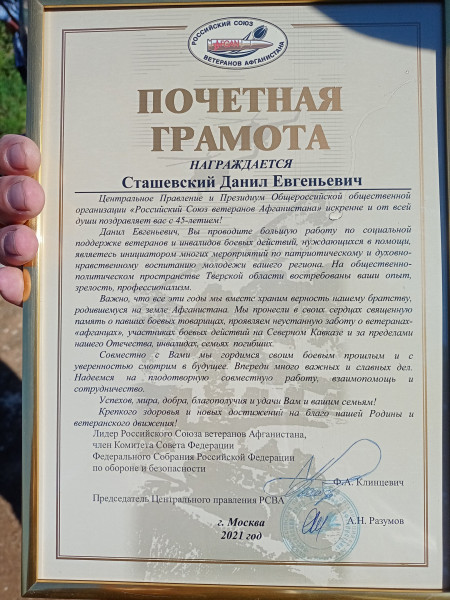 РОССИЙСКИЙ СОЮЗ
ВЕТЕРАНОВ АФГАНИСТАНА
ПОЧЕТНАЯ
ГРАМОТА
НАГРАЖДАЕТСЯ
Сташевский Данил Евгеньевич
Центральное Правление и Президиум Общероссийской общественной
организации «Российский Союз ветеранов Афганистана» искренне и от всей
души поздравляет вас с 45-летием!
Данил Евгеньевич, Вы проводите большую работу по социальной
поддержке ветеранов и инвалидов боевых действий, нуждающихся в помощи,
являетесь инициатором многих мероприятий по патриотическому и духовно-
нравственному воспитанию молодежи вашего региона. На общественно-
политическом пространстве Тверской области востребованы ваши опыт,
зрелость, профессионализм.
Важно, что все эти годы мы вместе храним верность нашему братству,
родившемуся на земле Афганистана. Мы пронесли в своих сердцах священную
память о павших боевых товарищах, проявляем неустанную заботу о ветеранах-
«афганцах», участниках боевых действий на Северном Кавказе и за пределами
нашего Отечества, инвалидах, семьях погибших.
Совместно с Вами мы гордимся своим боевым прошлым и с
уверенностью смотрим в будущее. Впереди много важных и славных дел.
Надеемся на плодотворную совместную работу, взаимопомощь и
сотрудничество.
Успехов, мира, добра, благополучия и удачи Вам и вашим семьям!
Крепкого здоровья и новых достижений на благо нашей Родины и
ветеранского движения!
Лидер Российского Союза ветеранов Афганистана,
член Комитета Совета Федерации
Федерального Собрания Российской Федерации
по обороне и безопасности
Ф.А. Клинцевич
Председатель Центрального правления РСВА
А.Н. Разумов
г. Москва
2021 год